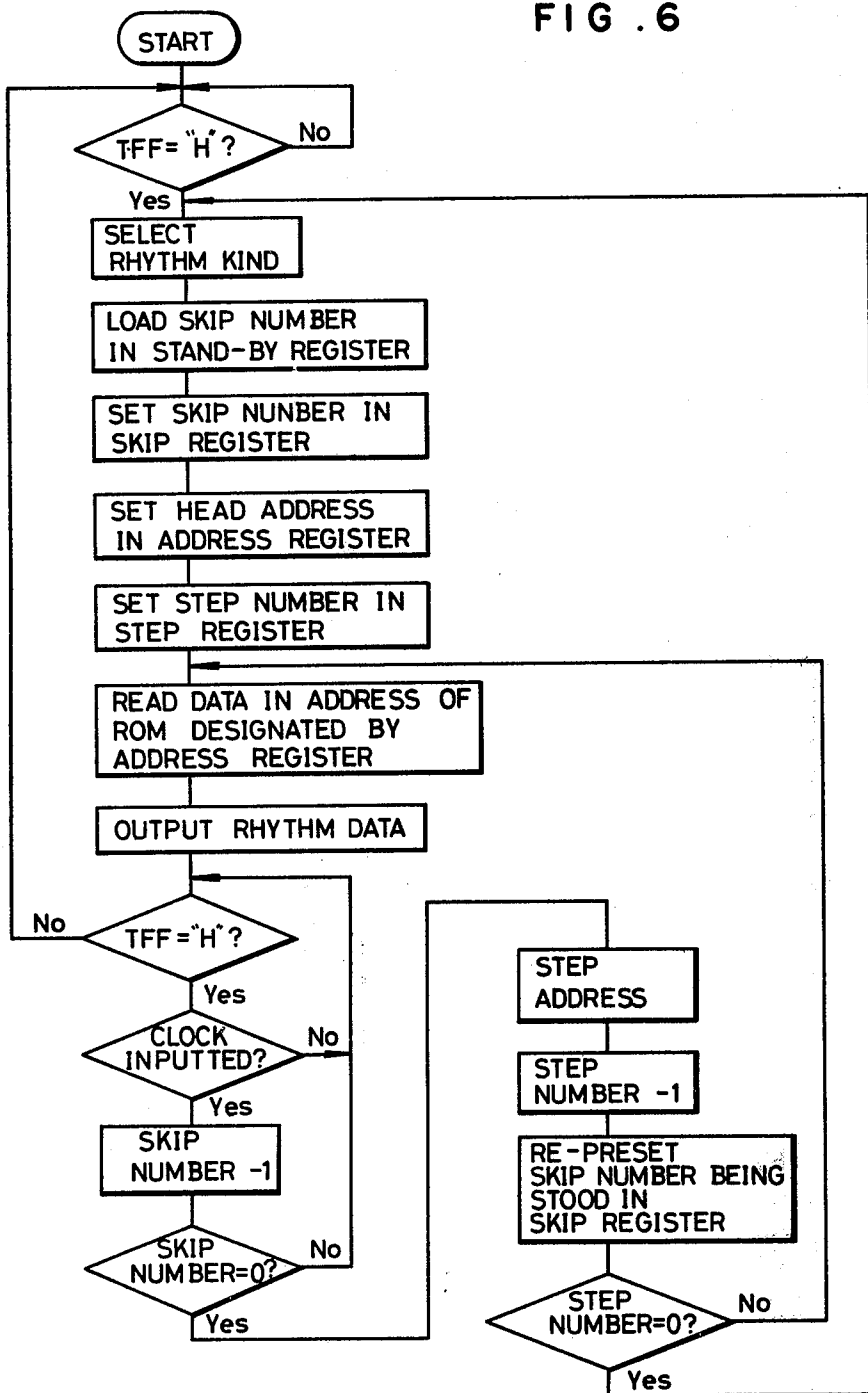 FIG.6
START
TFF="H"?
No
Yes
SELECT
RHYTHM KIND
LOAD SKIP NUMBER
IN STAND-BY REGISTER
SET SKIP NUNBER IN
SKIP REGISTER
SET HEAD ADDRESS
IN ADDRESS REGISTER
SET STEP NUMBER IN
STEP REGISTER
READ DATA IN ADDRESS OF
ROM DESIGNATED BY
ADDRESS REGISTER
OUTPUT RHYTHM DATA
No
TFF="H"?
Yes
CLOCK
INPUTTED?
No
Yes
SKIP
NUMBER -1
SKIP
NUMBER=0?
No
Yes
STEP
ADDRESS
STEP
NUMBER -1
RE-PRESET
SKIP NUMBER BEING
STOOD IN
SKIP REGISTER
STEP
NUMBER=0?
No
Yes